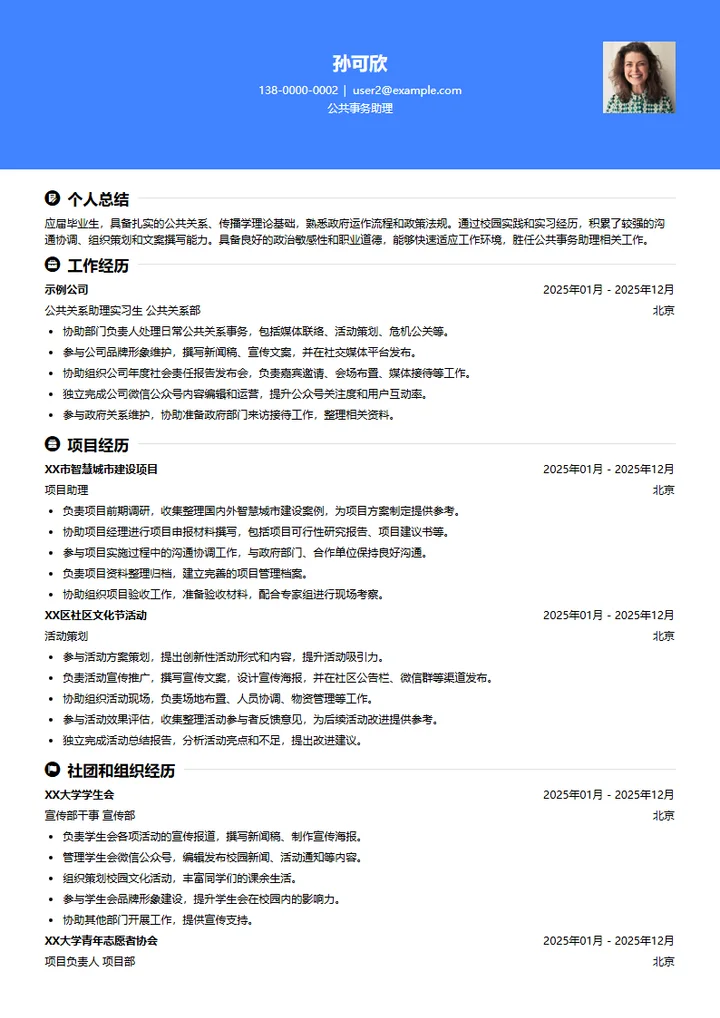 孙可欣
138-0000-0002 | user2@example.com
公共事务助理
个人总结
应届毕业生，具备扎实的公共关系、传播学理论基础，熟悉政府运作流程和政策法规。通过校园实践和实习经历，积累了较强的沟
通协调、组织策划和文案撰写能力。具备良好的政治敏感性和职业道德，能够快速适应工作环境，胜任公共事务助理相关工作。
工作经历
示例公司 2025年01月 - 2025年12月
公共关系助理实习生 公共关系部 北京
• 协助部门负责人处理日常公共关系事务，包括媒体联络、活动策划、危机公关等。
• 参与公司品牌形象维护，撰写新闻稿、宣传文案，并在社交媒体平台发布。
• 协助组织公司年度社会责任报告发布会，负责嘉宾邀请、会场布置、媒体接待等工作。
• 独立完成公司微信公众号内容编辑和运营，提升公众号关注度和用户互动率。
• 参与政府关系维护，协助准备政府部门来访接待工作，整理相关资料。
项目经历
XX市智慧城市建设项目 2025年01月 - 2025年12月
项目助理 北京
• 负责项目前期调研，收集整理国内外智慧城市建设案例，为项目方案制定提供参考。
• 协助项目经理进行项目申报材料撰写，包括项目可行性研究报告、项目建议书等。
• 参与项目实施过程中的沟通协调工作，与政府部门、合作单位保持良好沟通。
• 负责项目资料整理归档，建立完善的项目管理档案。
• 协助组织项目验收工作，准备验收材料，配合专家组进行现场考察。
XX区社区文化节活动 2025年01月 - 2025年12月
活动策划 北京
• 参与活动方案策划，提出创新性活动形式和内容，提升活动吸引力。
• 负责活动宣传推广，撰写宣传文案，设计宣传海报，并在社区公告栏、微信群等渠道发布。
• 协助组织活动现场，负责场地布置、人员协调、物资管理等工作。
• 参与活动效果评估，收集整理活动参与者反馈意见，为后续活动改进提供参考。
• 独立完成活动总结报告，分析活动亮点和不足，提出改进建议。
社团和组织经历
XX大学学生会 2025年01月 - 2025年12月
宣传部干事 宣传部 北京
• 负责学生会各项活动的宣传报道，撰写新闻稿、制作宣传海报。
• 管理学生会微信公众号，编辑发布校园新闻、活动通知等内容。
• 组织策划校园文化活动，丰富同学们的课余生活。
• 参与学生会品牌形象建设，提升学生会在校园内的影响力。
• 协助其他部门开展工作，提供宣传支持。
XX大学青年志愿者协会 2025年01月 - 2025年12月
项目负责人 项目部 北京